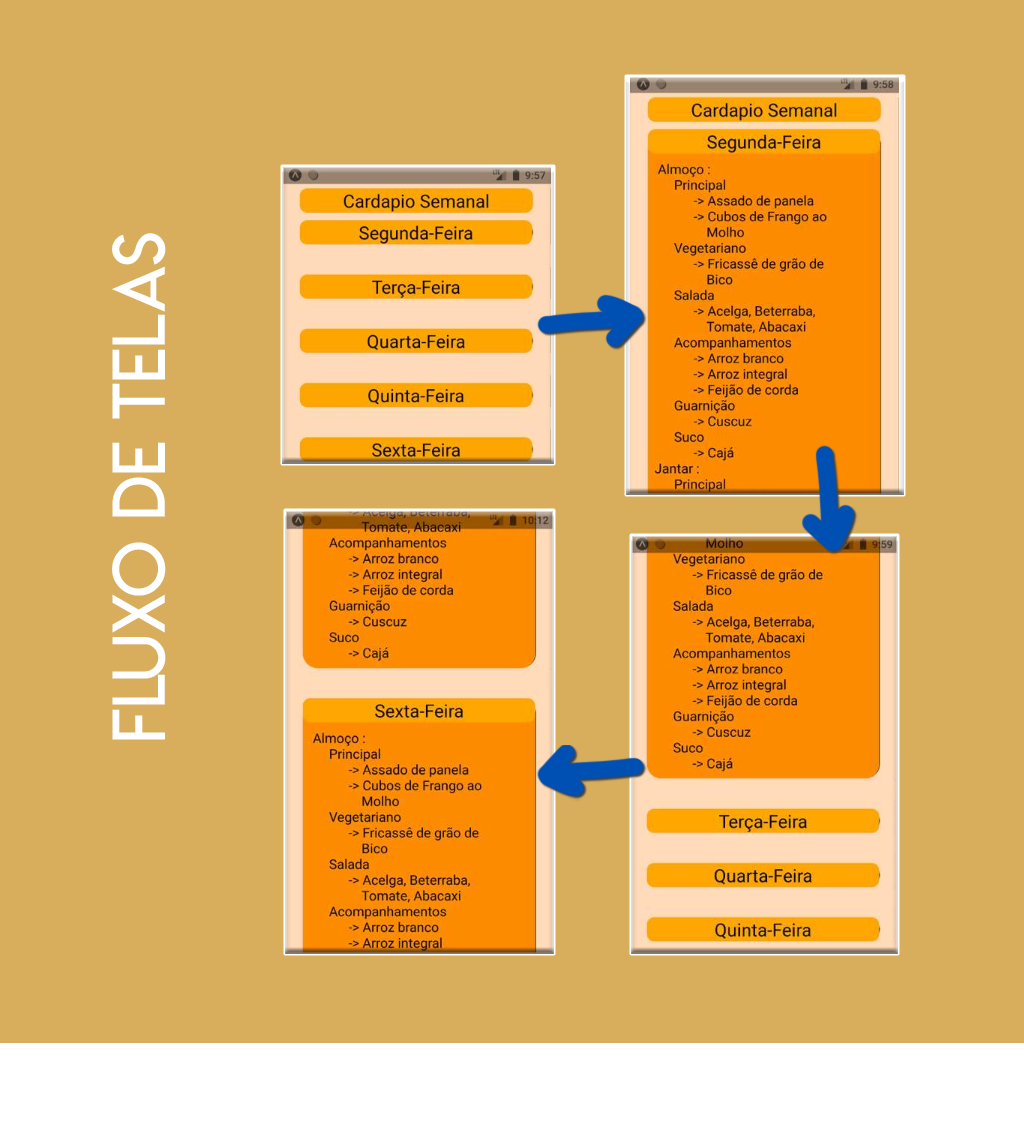 FLUXO DE TELAS
9:57
Cardapio Semanal
Segunda-Feira
Terça-Feira
Quarta-Feira
Quinta-Feira
Sexta-Feira
9:58
Cardapio Semanal
Segunda-Feira
Almoço :
Principal
-> Assado de panela
-> Cubos de Frango ao
Molho
Vegetariano
-> Fricassê de grão de
Bico
Salada
-> Acelga, Beterraba,
Tomate, Abacaxi
Acompanhamentos
-> Arroz branco
-> Arroz integral
-> Feijão de corda
Guarnição
-> Cuscuz
Suco
-> Cajá
Jantar :
Principal
9:59
Molho
Vegetariano
-> Fricassê de grão de
Bico
Salada
-> Acelga, Beterraba,
Tomate, Abacaxi
Acompanhamentos
-> Arroz branco
-> Arroz integral
-> Feijão de corda
Guarnição
-> Cuscuz
Suco
-> Cajá
Terça-Feira
Quarta-Feira
Quinta-Feira
-> Acelga, Beterraba,
10:12
Tomate, Abacaxi
Acompanhamentos
-> Arroz branco
-> Arroz integral
-> Feijão de corda
Guarnição
-> Cuscuz
Suco
-> Cajá
Sexta-Feira
Almoço :
Principal
-> Assado de panela
-> Cubos de Frango ao
Molho
Vegetariano
-> Fricassê de grão de
Bico
Salada
-> Acelga, Beterraba,
Tomate, Abacaxi
Acompanhamentos
-> Arroz branco
-> Arroz integral